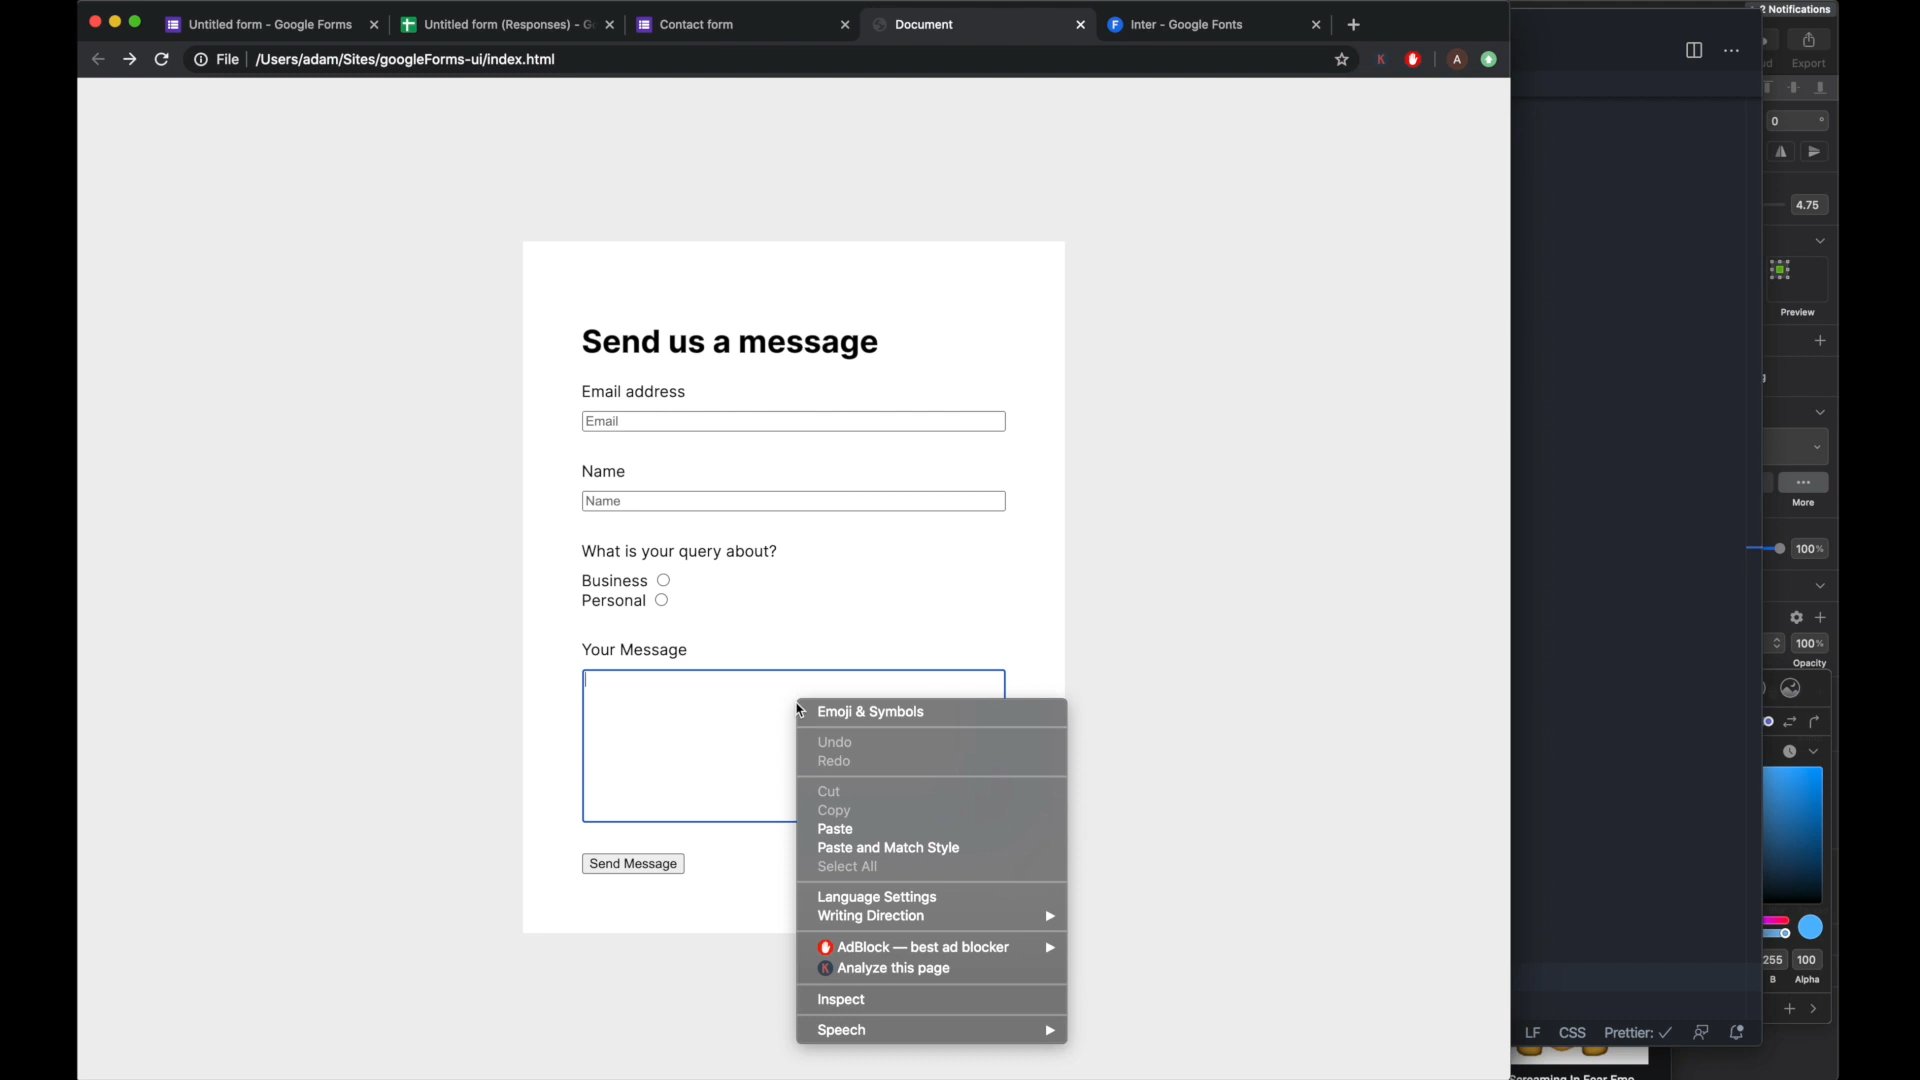 Untitled form - Google Forms
Untitled form (Responses) - G
Contact form
Document
Inter - Google Fonts
2 Notifications
File
/Users/adam/Sites/googleForms-ui/index.html
K
A
Export
0 °
4.75
Preview
Send us a message
Email address
Email
Name
Name
More
What is your query about?
100%
Business
Personal
Your Message
100%
Opacity
Emoji & Symbols
Undo
Redo
Cut
Copy
Paste
Paste and Match Style
Select All
Send Message
Language Settings
Writing Direction
AdBlock — best ad blocker
K Analyze this page
255
100
B
Alpha
Inspect
Speech
LF
CSS
Prettier: